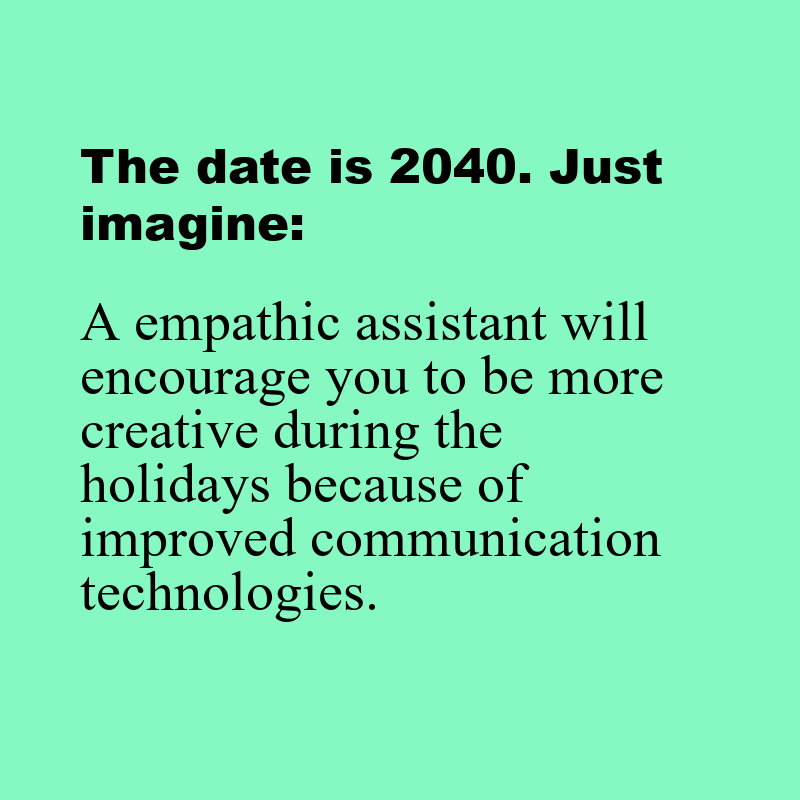 The date is 2040. Just
imagine:
A empathic assistant will
encourage you to be more
creative during the
holidays because of
improved communication
technologies.